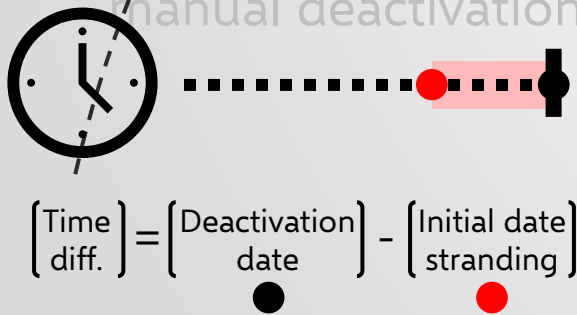 manual deactivation
Time diff. = Deactivation date - Initial date stranding